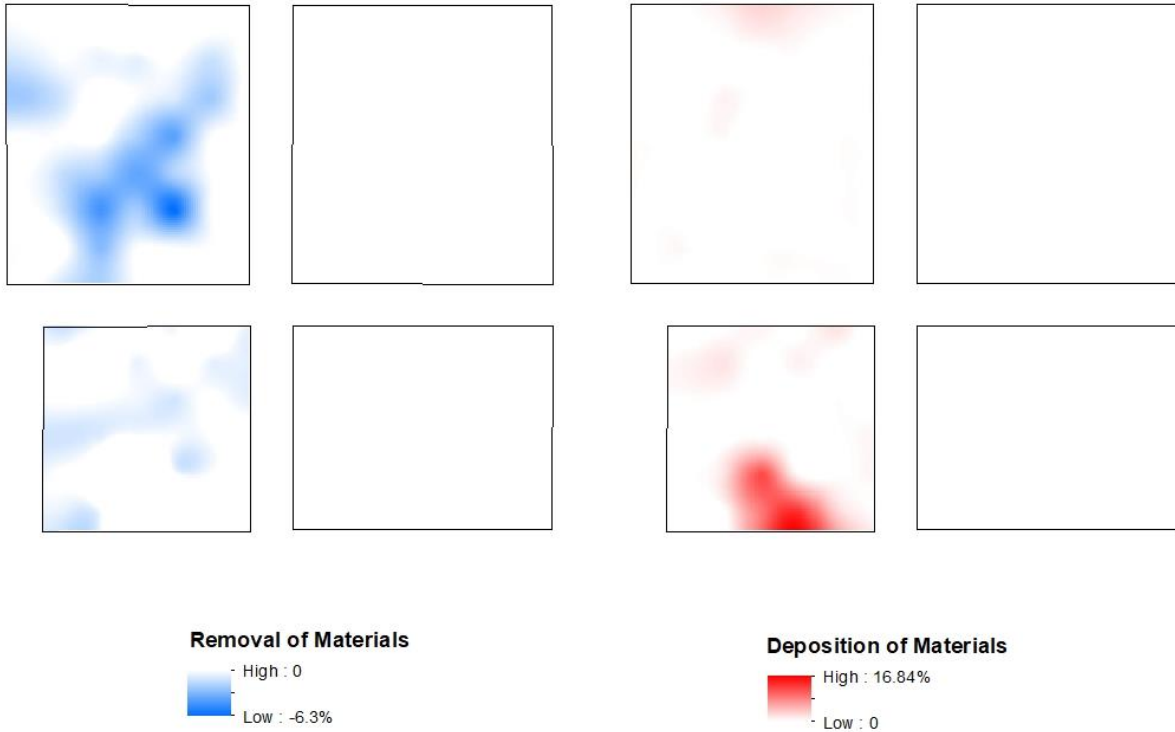 Removal of Materials
High : 0
Low : -6.3%
Deposition of Materials
High : 16.84%
Low : 0